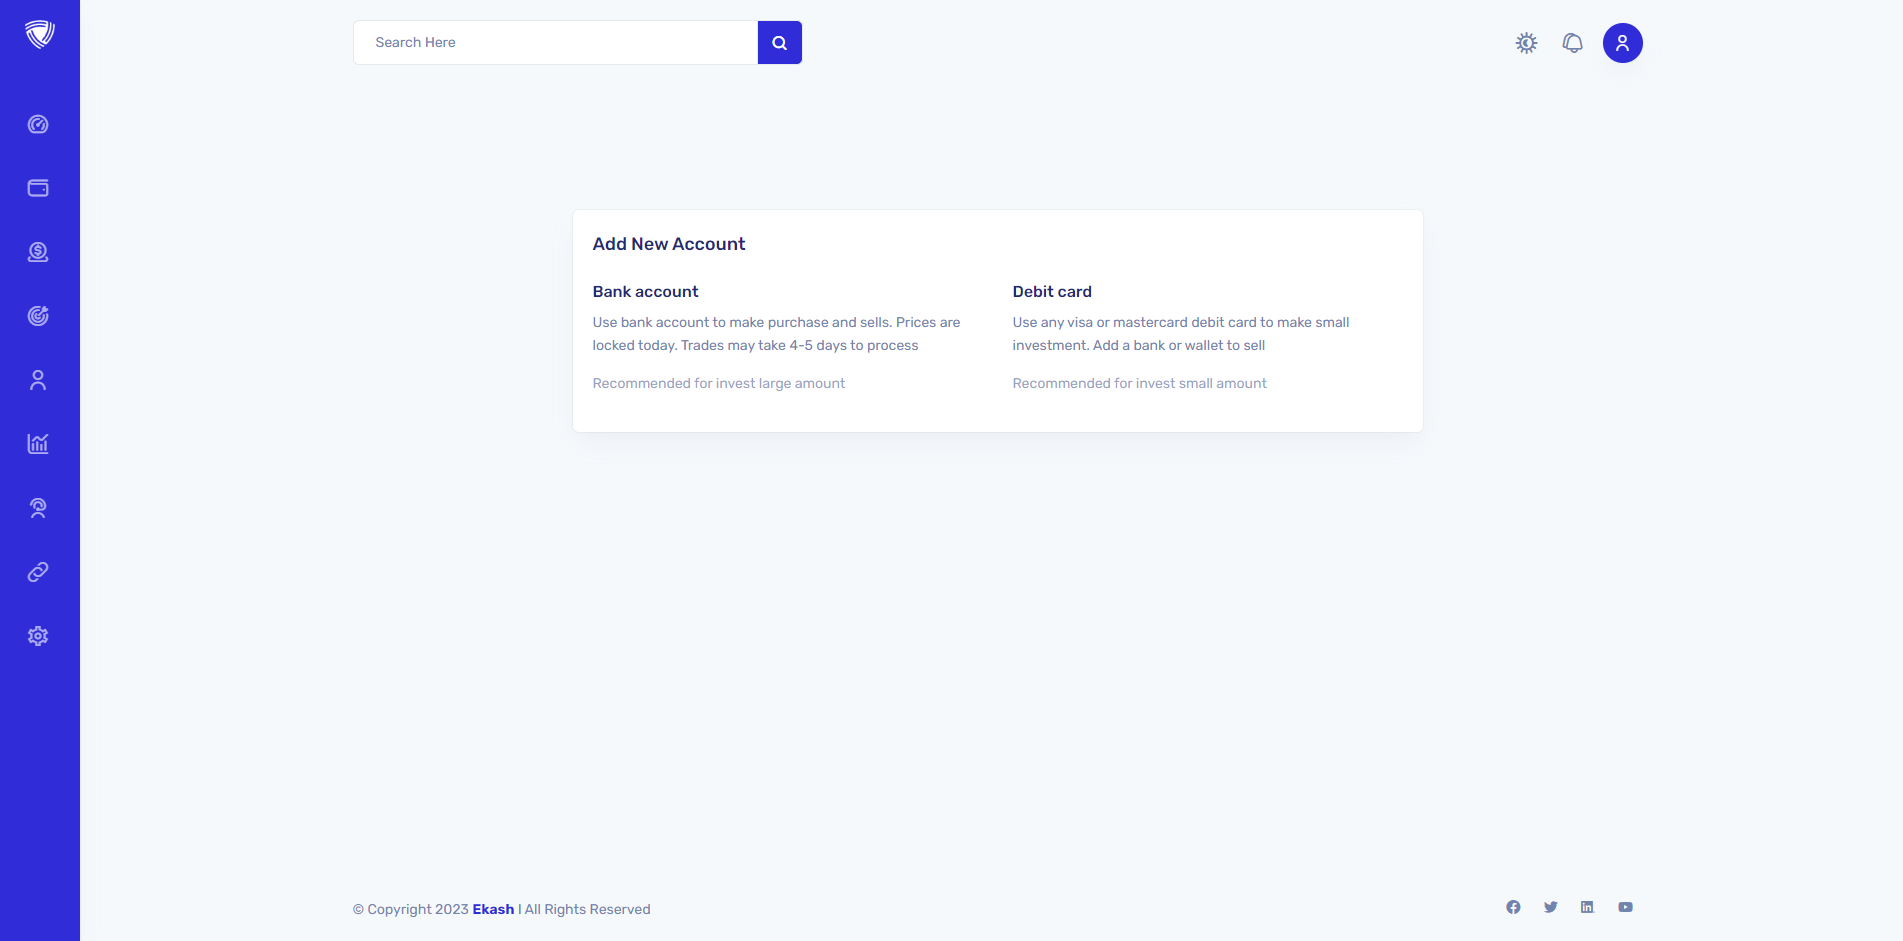 Search Here
Add New Account
Bank account
Use bank account to make purchase and sells. Prices are
locked today. Trades may take 4-5 days to process
Recommended for invest large amount
Debit card
Use any visa or mastercard debit card to make small
investment. Add a bank or wallet to sell
Recommended for invest small amount
© Copyright 2023 Ekash I All Rights Reserved